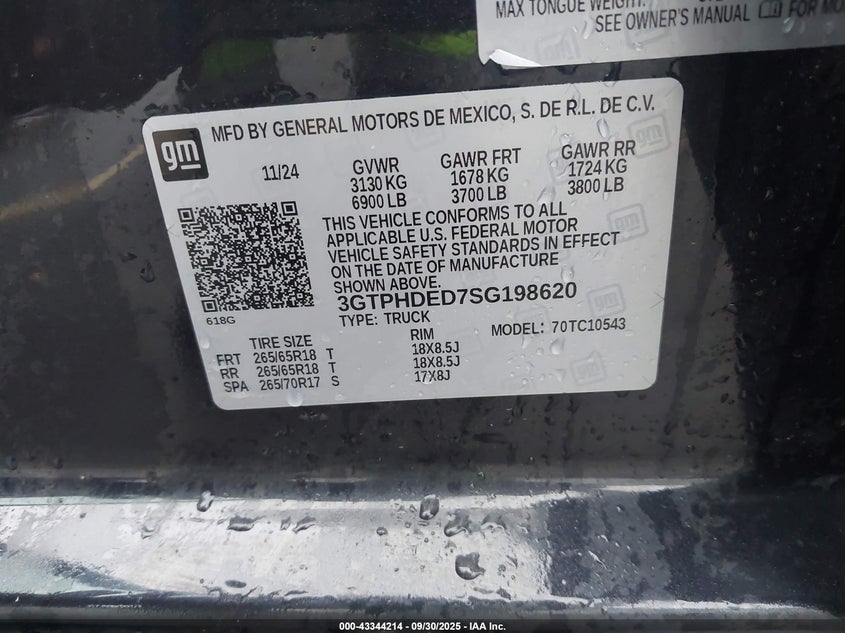 MAX TONGUE WEIGHT:
SEE OWNER'S MANUAL FOR MO
gm
MFD BY GENERAL MOTORS DE MEXICO, S. DE R.L. DE C.V.
11/24 GVWR GAWR FRT GAWR RR
3130 KG 1678 KG 1724 KG
6900 LB 3700 LB 3800 LB
THIS VEHICLE CONFORMS TO ALL
APPLICABLE U.S. FEDERAL MOTOR
VEHICLE SAFETY STANDARDS IN EFFECT
ON THE DATE OF MANUFACTURE
SHOWN ABOVE.
3GTPHDED7SG198620
618G
TYPE: TRUCK MODEL: 70TC10543
TIRE SIZE RIM
FRT 265/65R18 T 18X8.5J
RR 265/65R18 T 18X8.5J
SPA 265/70R17 S 17X8J
000-43344214 - 09/30/2025 - IAA Inc.